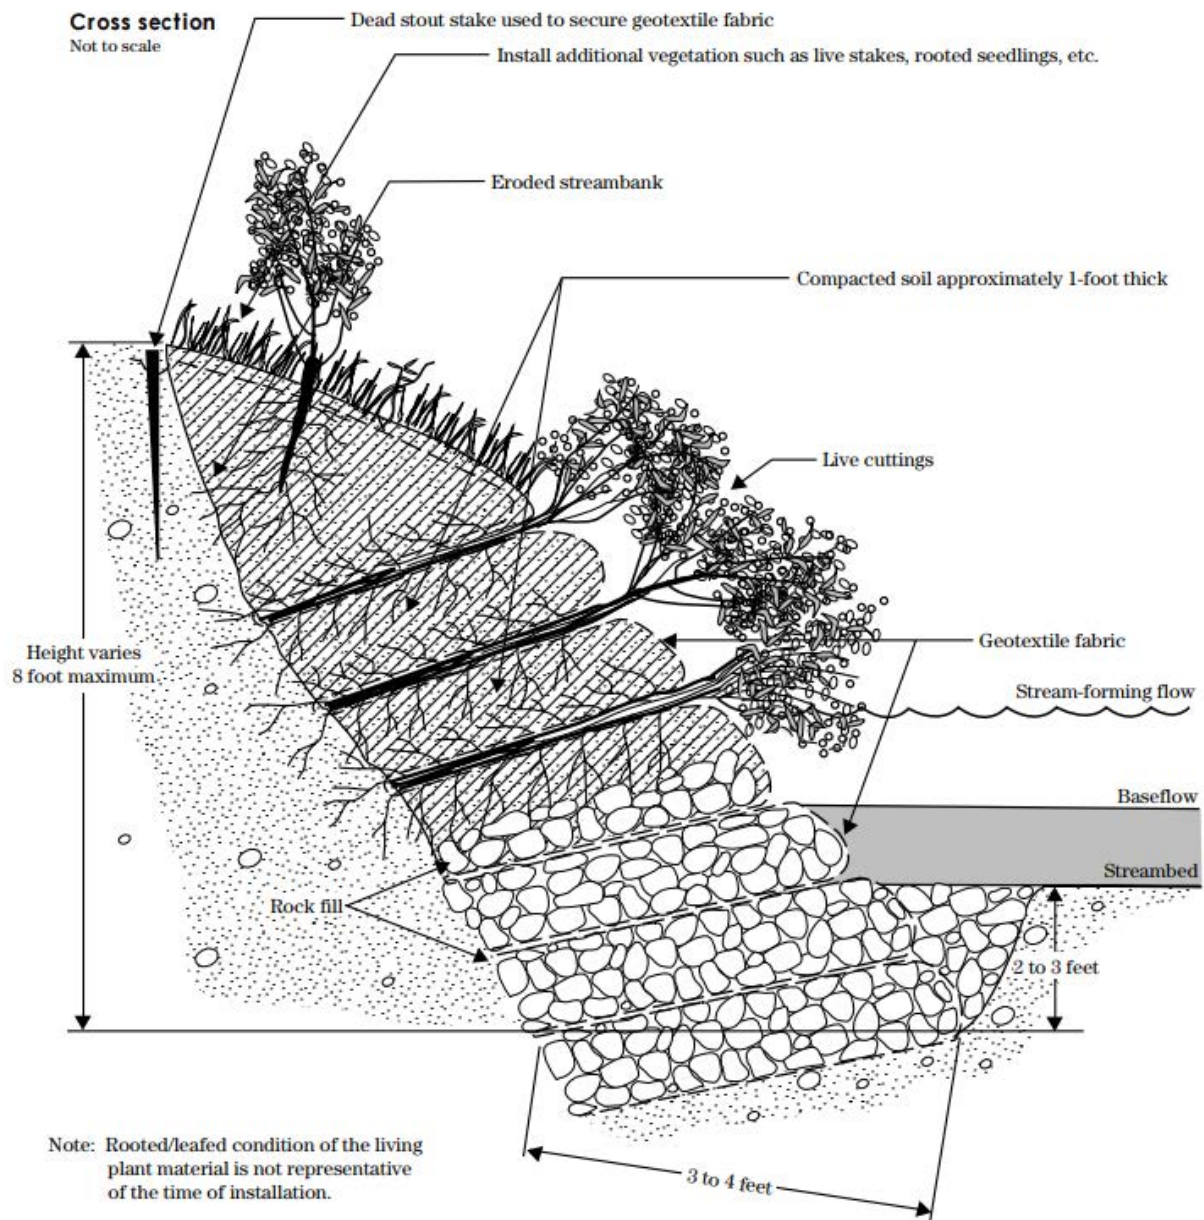 Cross section
Not to scale
Dead stout stake used to secure geotextile fabric
Install additional vegetation such as live stakes, rooted seedlings, etc.
Eroded streambank
Compacted soil approximately 1-foot thick
Live cuttings
Geotextile fabric
Height varies
8 foot maximum
Stream-forming flow
Baseflow
Streambed
Rock fill
2 to 3 feet
3 to 4 feet
Note: Rooted/leafed condition of the living
plant material is not representative
of the time of installation.